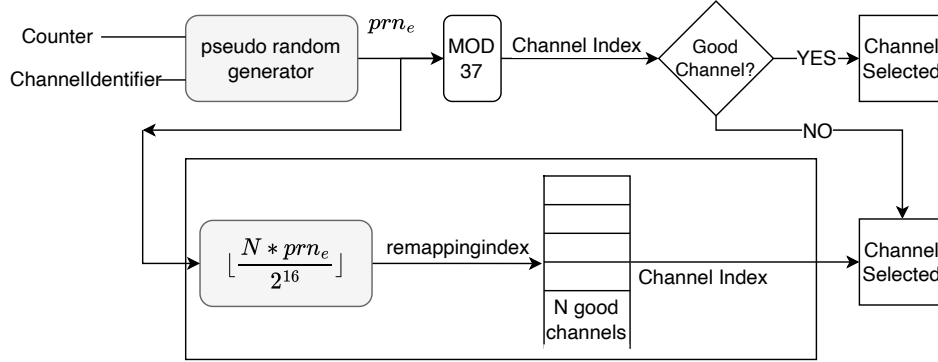 Counter
ChannelIdentifier
pseudo random
generator
prn_e
MOD
37
Channel Index
Good
Channel?
YES
Channel
Selected
NO
⌊ N * prn_e / 2^16 ⌋
remappingindex
N good
channels
Channel Index
Channel
Selected